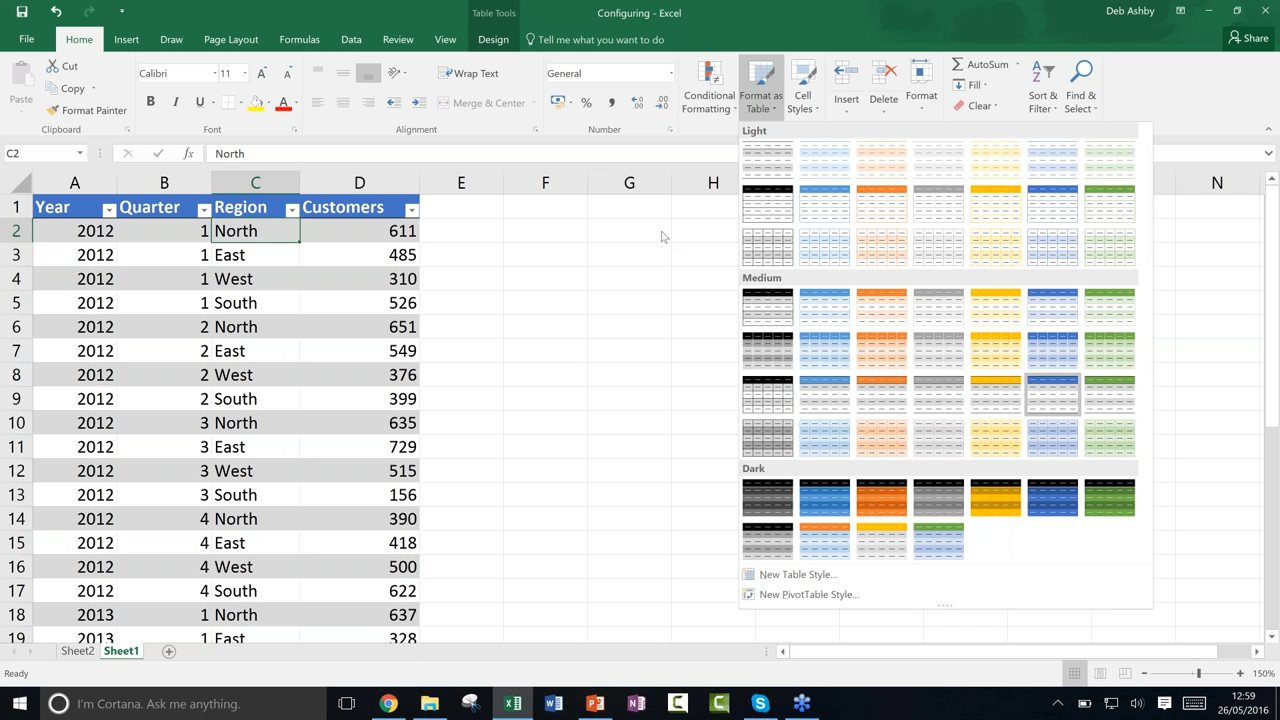 Table Tools
Configuring - Excel
Ashby
File Home Insert Page Layout Formulas Data Review View Developer Add-ins Design Tell me what you want to do Share
Cut
Copy
Format Painter
Paste
Clipboard
Calibri 11
B I U
Font
Wrap Text
Merge & Center
Alignment
General
Number
Conditional Formatting
Format as Table
Cell Styles
Insert
Delete
Format
AutoSum
Fill
Clear
Sort & Filter
Find & Select
C2 fx North
A B C D E F G H N
1 Year Quarter Region Customer
2 2012 1 North 611
3 2012 1 East 485
4 2012 1 West 310
5 2012 1 South 528
6 2012 2 North 651
7 2012 2 East 549
8 2012 2 West 376
9 2012 2 South 399
10 2012 3 North 635
11 2012 3 East 729
12 2012 3 West 515
13 2012 3 South 156
14 2012 4 North 390
15 2012 4 East 418
16 2012 4 West 500
17 2012 4 South 622
18 2013 1 North 637
19 2013 1 East 328
Light
Medium
Dark
New Table Style...
New PivotTable Style...
Sheet2 Sheet1
Ready
150%
I'm Cortana. Ask me anything.
12:59
26/05/2016